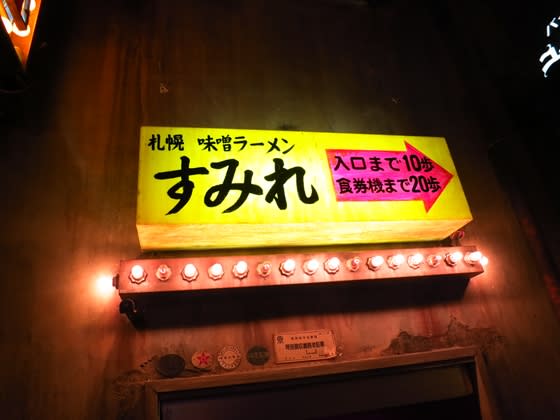 札幌 味噌ラーメン
すみれ
入口まで10歩
食券機まで20歩